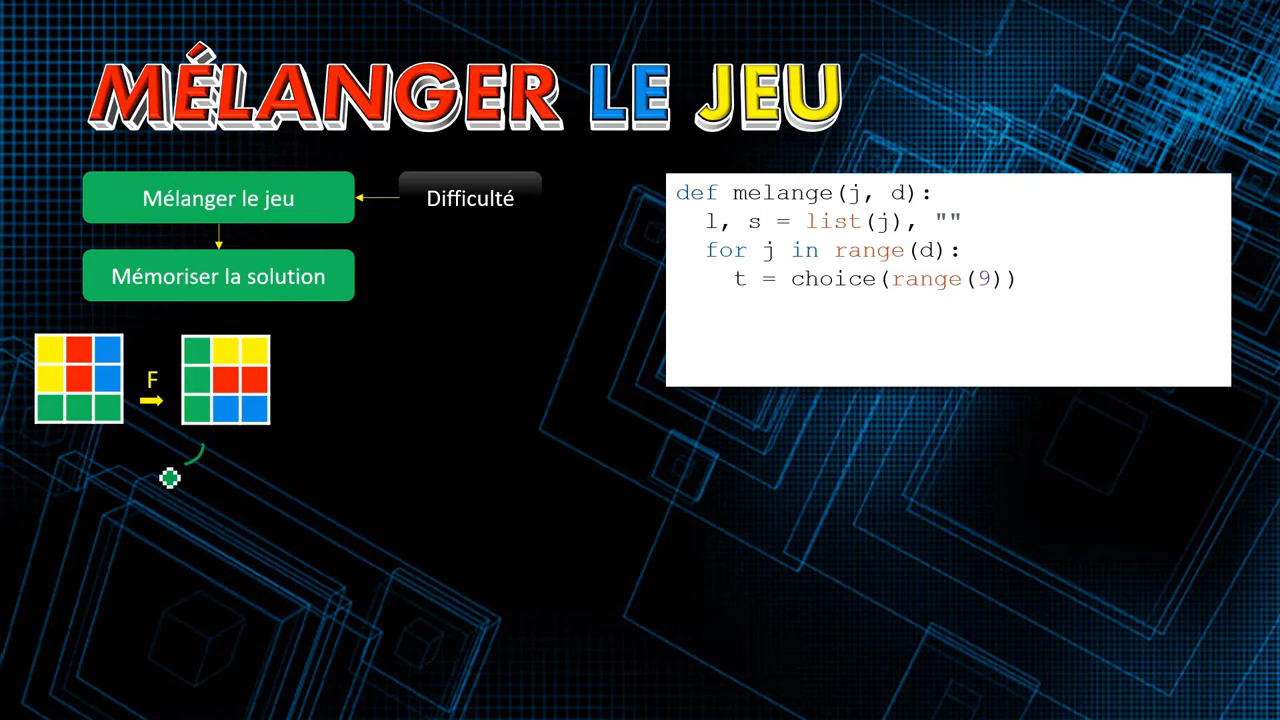 MÉLANGER LE JEU
Mélanger le jeu
Difficulté
Mémoriser la solution
F
def melange(j, d):
  l, s = list(j), ""
  for j in range(d):
    t = choice(range(9))